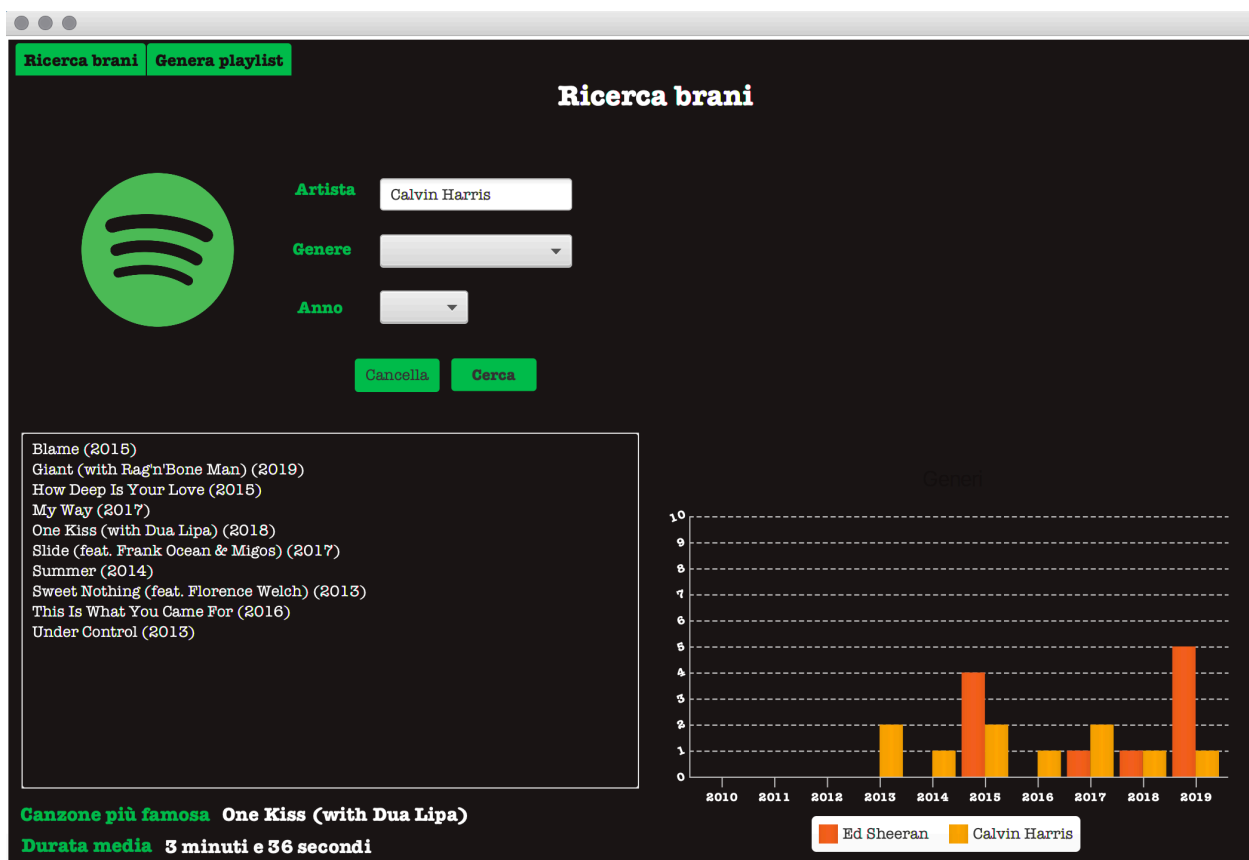 Ricerca brani Genera playlist
Ricerca brani
Artista Calvin Harris
Genere
Anno
Cancella Cerca
Blame (2015)
Giant (with Rag'n'Bone Man) (2019)
How Deep Is Your Love (2015)
My Way (2017)
One Kiss (with Dua Lipa) (2018)
Slide (feat. Frank Ocean & Migos) (2017)
Summer (2014)
Sweet Nothing (feat. Florence Welch) (2013)
This Is What You Came For (2016)
Under Control (2013)
Canzone più famosa One Kiss (with Dua Lipa)
Durata media 3 minuti e 36 secondi
Generi
10
9
8
7
6
5
4
3
2
1
0
2010 2011 2012 2013 2014 2015 2016 2017 2018 2019
Ed Sheeran Calvin Harris